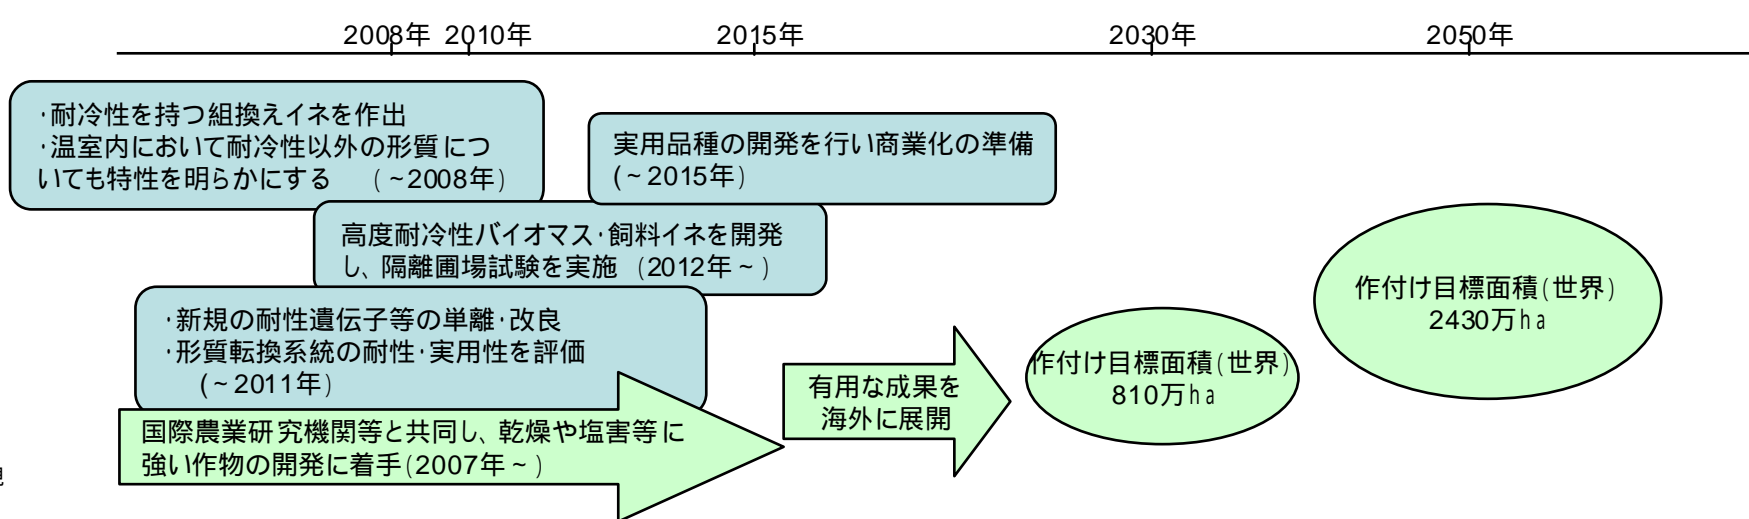 2008年 2010年 2015年 2030年 2050年
・耐冷性を持つ組換えイネを作出
・温室内において耐冷性以外の形質につ
いても特性を明らかにする (~2008年)
実用品種の開発を行い商業化の準備
(~2015年)
高度耐冷性バイオマス・飼料イネを開発
し、隔離圃場試験を実施 (2012年~)
・新規の耐性遺伝子等の単離・改良
・形質転換系統の耐性・実用性を評価
(~2011年)
国際農業研究機関等と共同し、乾燥や塩害等に
強い作物の開発に着手(2007年~)
有用な成果を
海外に展開
作付け目標面積(世界)
810万ha
作付け目標面積(世界)
2430万ha